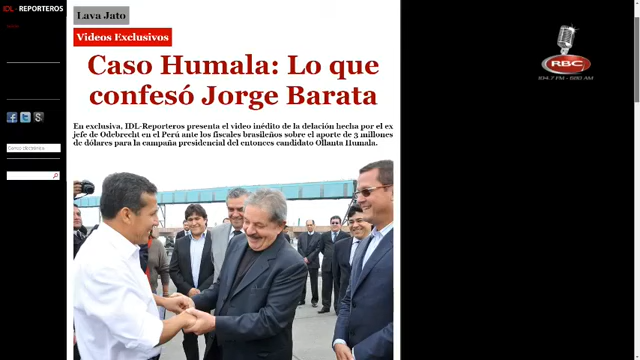 IDL - REPORTEROS
Lava Jato
Videos Exclusivos
Caso Humala: Lo que
confesó Jorge Barata
En exclusiva, IDL-Reporteros presenta el video inédito de la delación hecha por el ex
jefe de Odebrecht en el Perú ante los fiscales brasileños sobre el aporte de 3 millones
de dólares para la campaña presidencial del entonces candidato Ollanta Humala.
RBC
104.7 FM - 680 AM